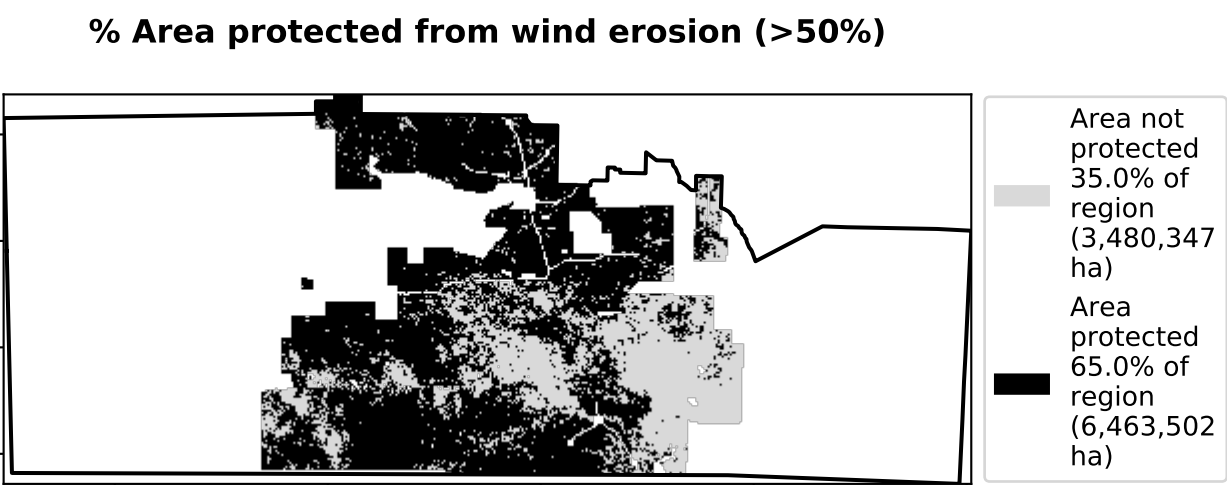 % Area protected from wind erosion (>50%)
Area not
protected
35.0% of
region
(3,480,347
ha)
Area
protected
65.0% of
region
(6,463,502
ha)